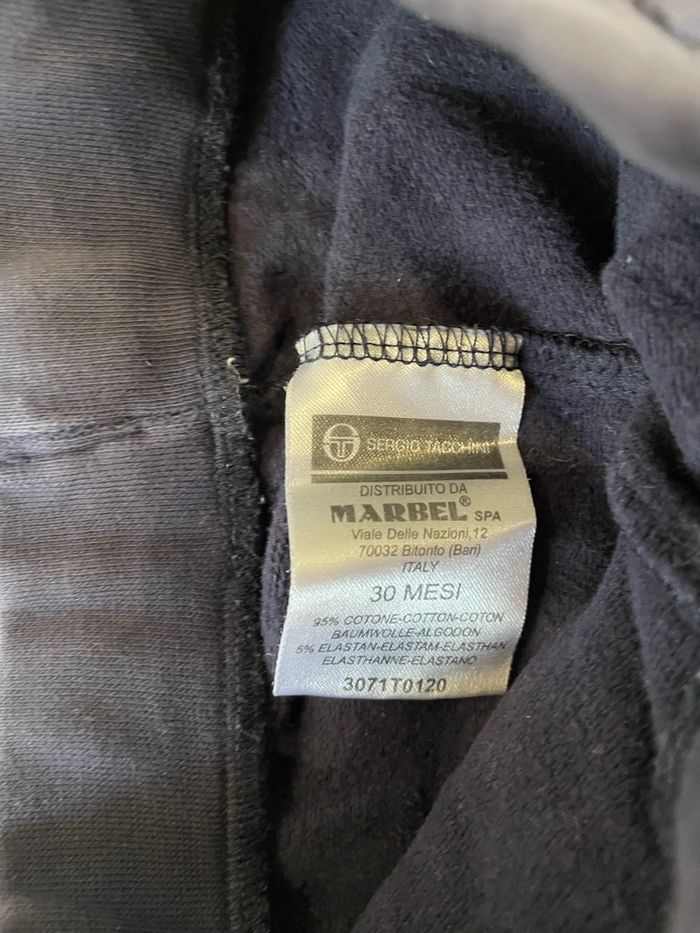 SERGIO TACCHINI
DISTRIBUITO DA
MARBEL® SPA
Viale Delle Nazioni,12
70032 Bitonto (Bari)
ITALY
30 MESI
95% COTONE-COTTON-COTON
BAUMWOLLE-ALGODON
5% ELASTAN-ELASTAM-ELASTHAN
ELASTHANNE-ELASTANO
3071T0120